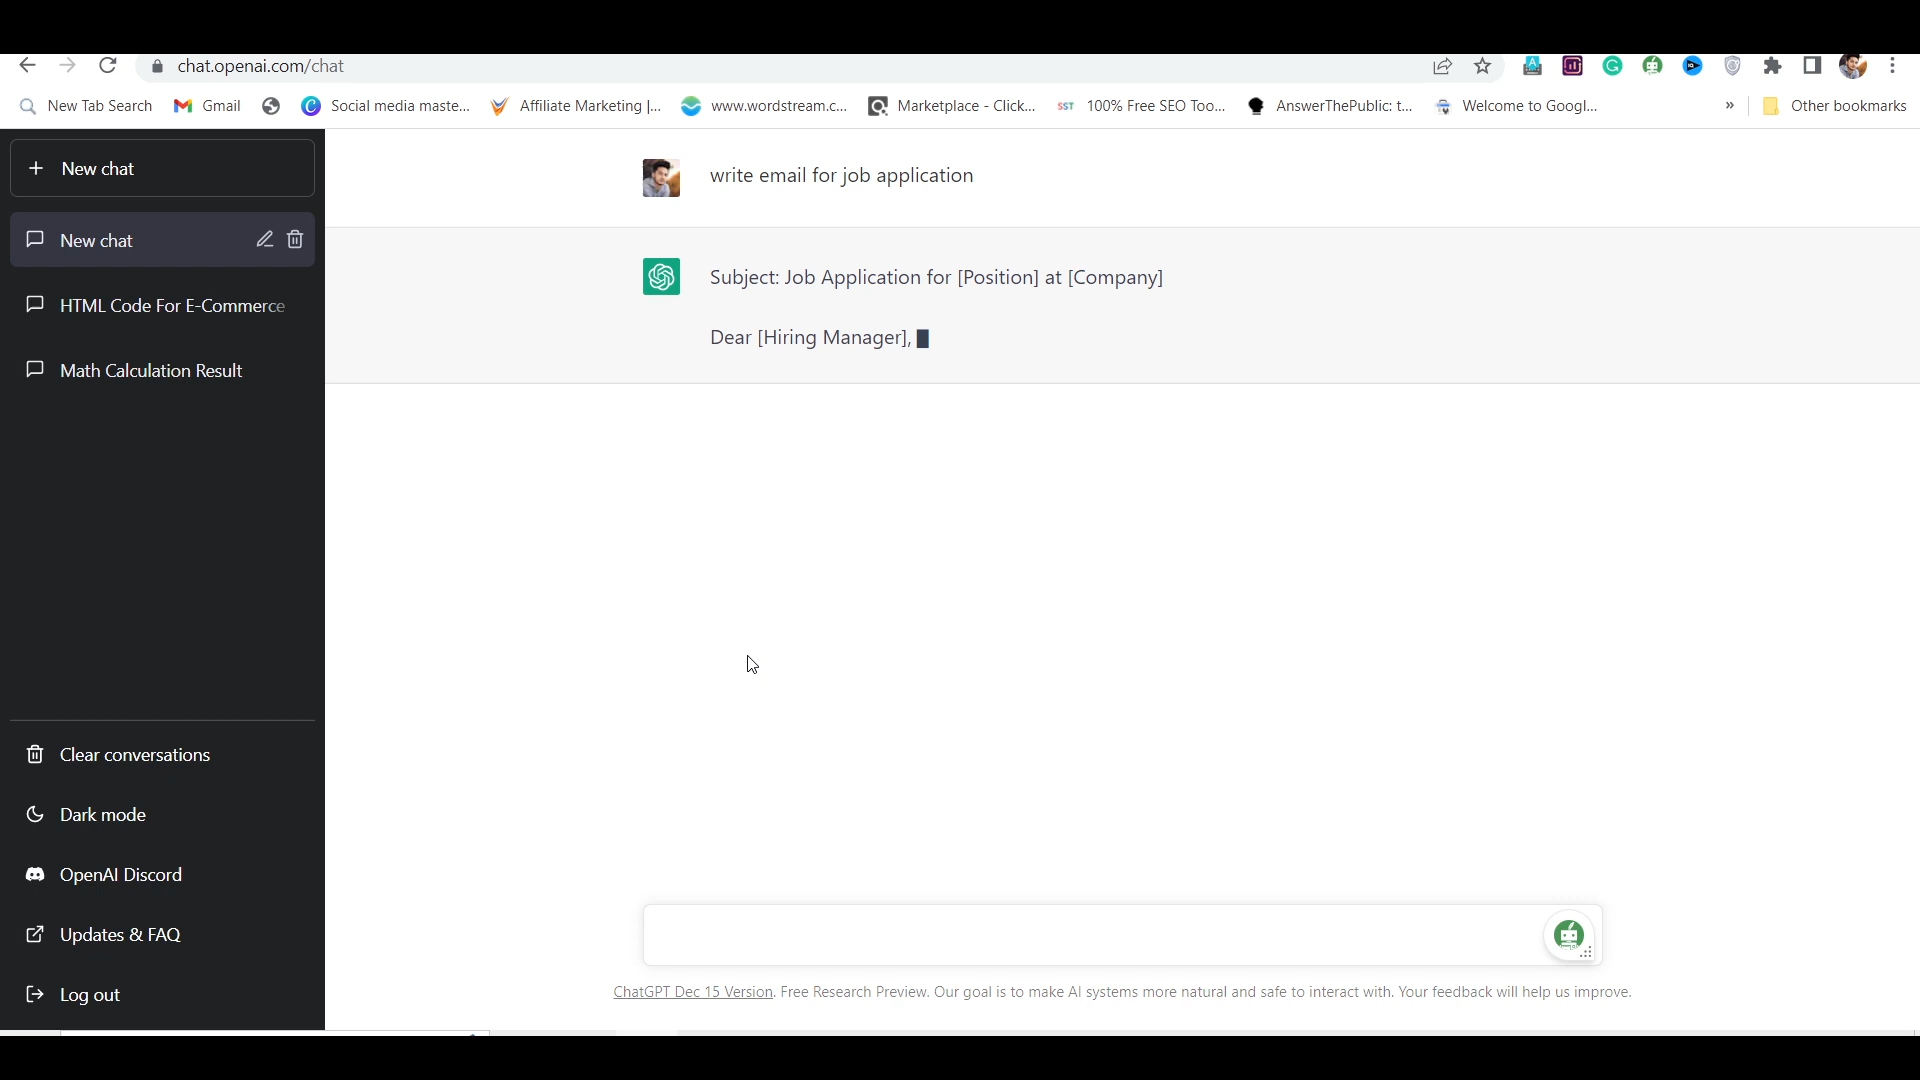 chat.openai.com/chat
New Tab Search
Gmail
Social media maste...
Affiliate Marketing |...
www.wordstream.c...
Marketplace - Click...
SST 100% Free SEO Too...
AnswerThePublic: t...
Welcome to Googl...
»
Other bookmarks
+ New chat
New chat
HTML Code For E-Commerce
Math Calculation Result
Clear conversations
Dark mode
OpenAI Discord
Updates & FAQ
Log out
write email for job application
Subject: Job Application for [Position] at [Company]
Dear [Hiring Manager],
ChatGPT Dec 15 Version. Free Research Preview. Our goal is to make AI systems more natural and safe to interact with. Your feedback will help us improve.